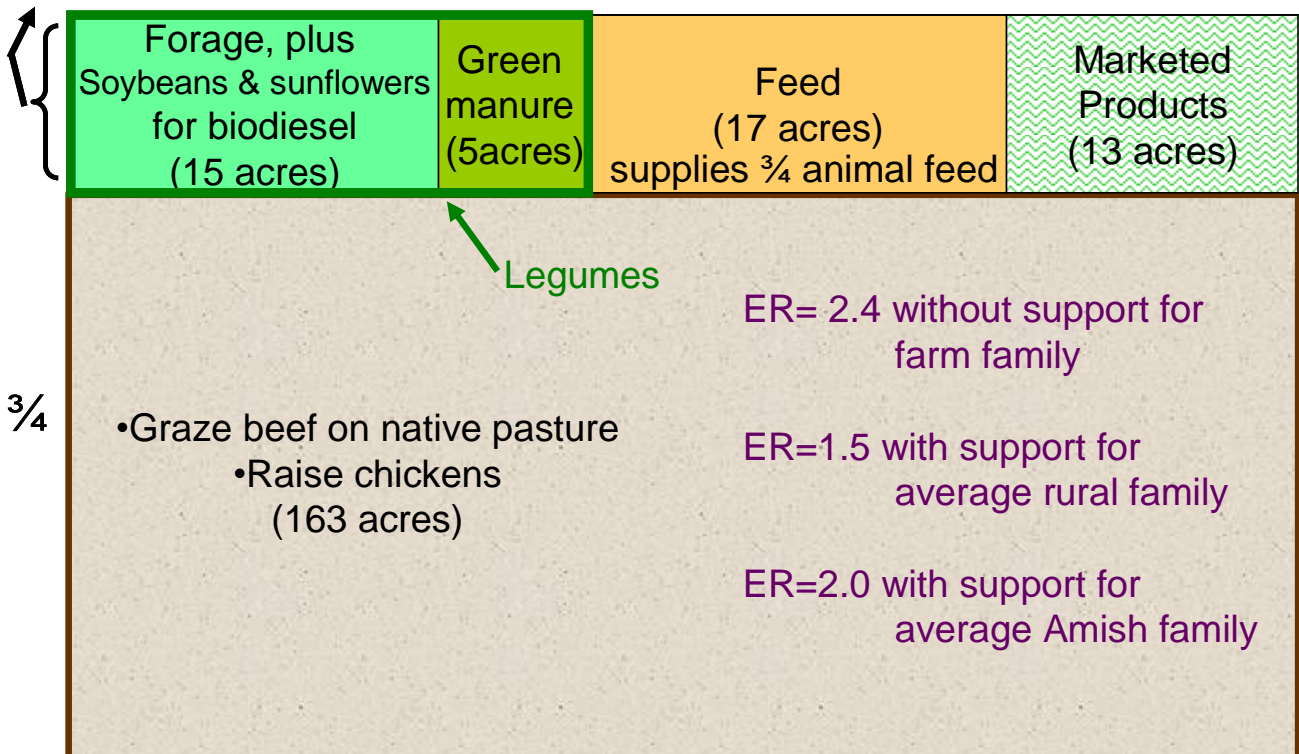 Forage, plus
Soybeans & sunflowers
for biodiesel
(15 acres)
Green
manure
(5acres)
Feed
(17 acres)
supplies ¾ animal feed
Marketed
Products
(13 acres)
Legumes
¾
•Graze beef on native pasture
•Raise chickens
(163 acres)
ER= 2.4 without support for
farm family
ER=1.5 with support for
average rural family
ER=2.0 with support for
average Amish family